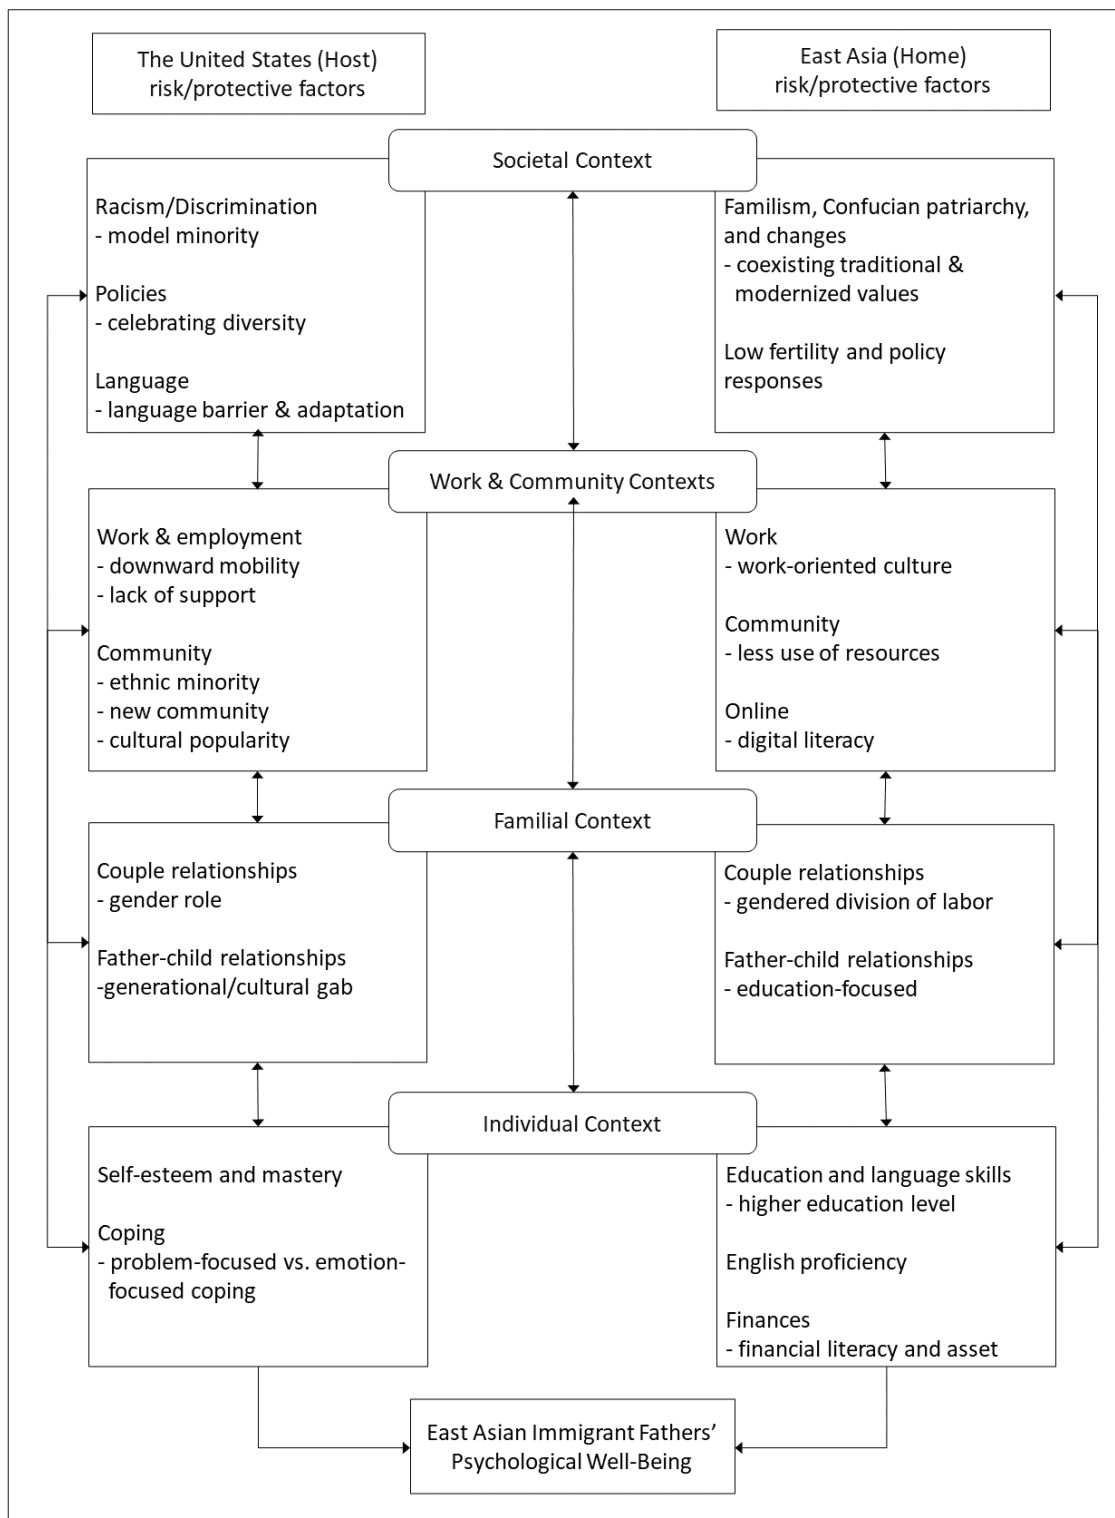 The United States (Host)
risk/protective factors
East Asia (Home)
risk/protective factors
Societal Context
Racism/Discrimination
- model minority
Policies
- celebrating diversity
Language
- language barrier & adaptation
Familism, Confucian patriarchy,
and changes
- coexisting traditional &
modernized values
Low fertility and policy
responses
Work & Community Contexts
Work & employment
- downward mobility
- lack of support
Community
- ethnic minority
- new community
- cultural popularity
Work
- work-oriented culture
Community
- less use of resources
Online
- digital literacy
Familial Context
Couple relationships
- gender role
Father-child relationships
-generational/cultural gab
Couple relationships
- gendered division of labor
Father-child relationships
- education-focused
Individual Context
Self-esteem and mastery
Coping
- problem-focused vs. emotion-
focused coping
Education and language skills
- higher education level
English proficiency
Finances
- financial literacy and asset
East Asian Immigrant Fathers’
Psychological Well-Being